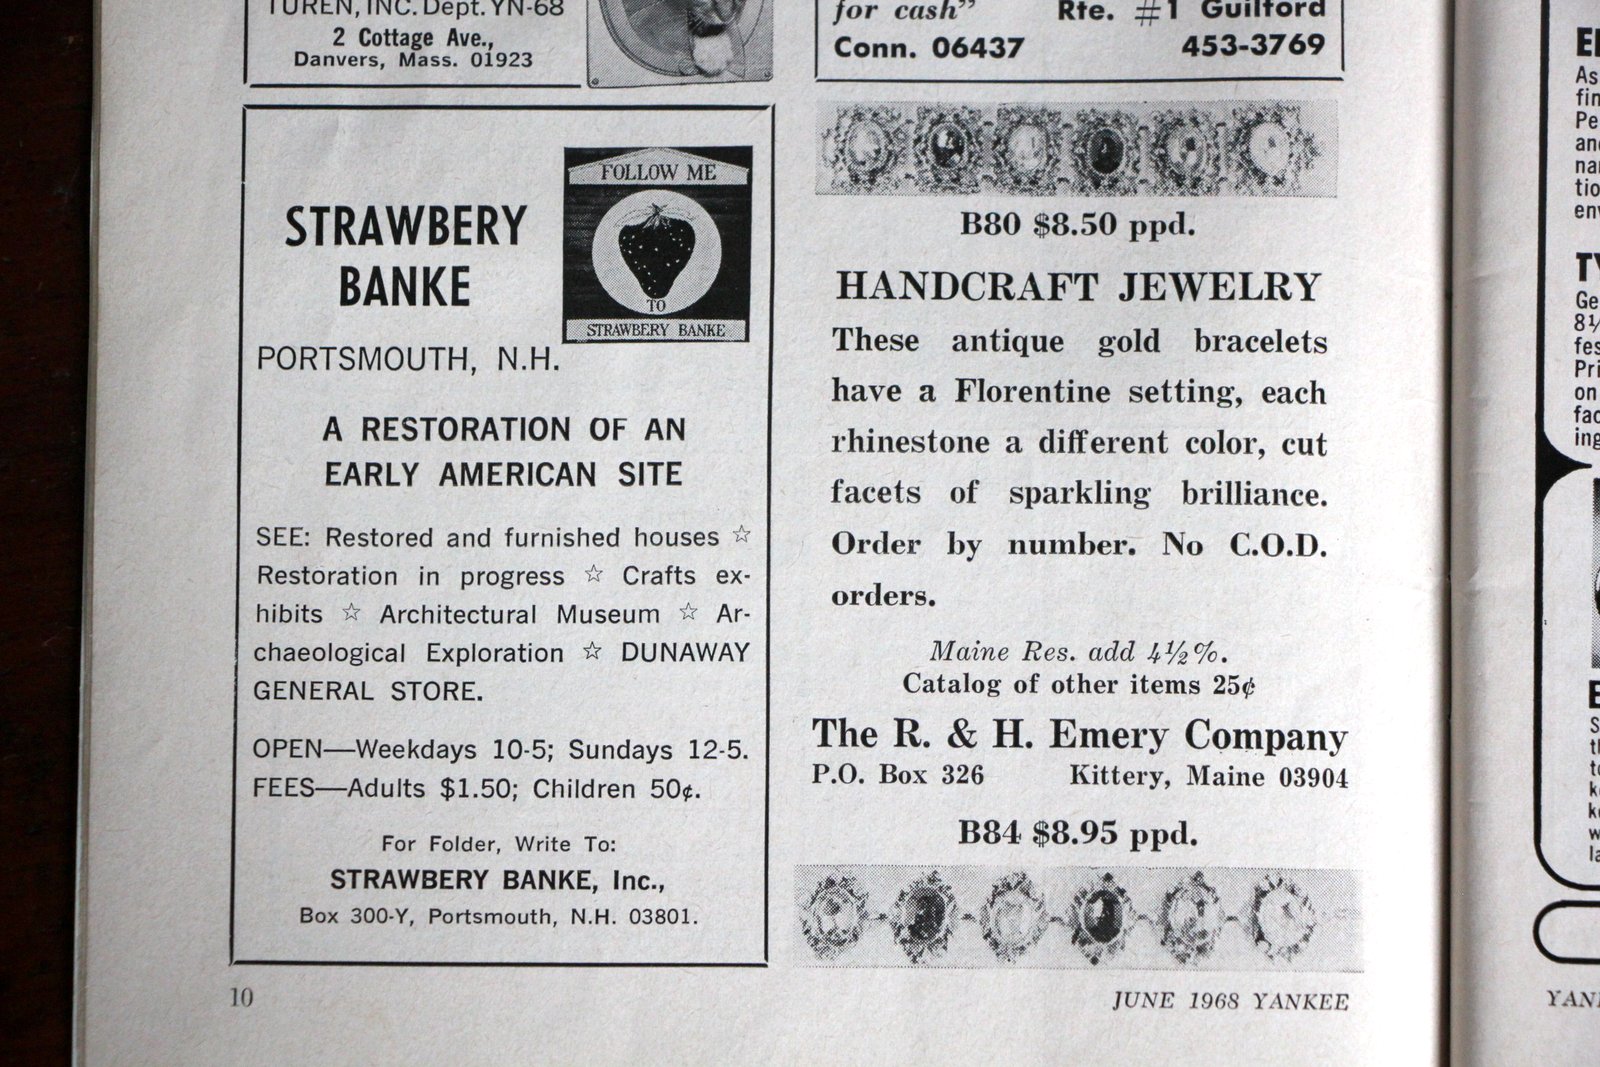 TUREN, INC. Dept. YN-68
2 Cottage Ave.,
Danvers, Mass. 01923
for cash” Rte. #1 Guilford
Conn. 06437 453-3769
STRAWBERY
BANKE
FOLLOW ME
TO
STRAWBERY BANKE
PORTSMOUTH, N.H.
A RESTORATION OF AN
EARLY AMERICAN SITE
SEE: Restored and furnished houses ☆
Restoration in progress ☆ Crafts ex-
hibits ☆ Architectural Museum ☆ Ar-
chaeological Exploration ☆ DUNAWAY
GENERAL STORE.
OPEN—Weekdays 10-5; Sundays 12-5.
FEES—Adults $1.50; Children 50¢.
For Folder, Write To:
STRAWBERY BANKE, Inc.,
Box 300-Y, Portsmouth, N.H. 03801.
B80 $8.50 ppd.
HANDCRAFT JEWELRY
These antique gold bracelets
have a Florentine setting, each
rhinestone a different color, cut
facets of sparkling brilliance.
Order by number. No C.O.D.
orders.
Maine Res. add 4½%.
Catalog of other items 25¢
The R. & H. Emery Company
P.O. Box 326 Kittery, Maine 03904
B84 $8.95 ppd.
10 JUNE 1968 YANKEE